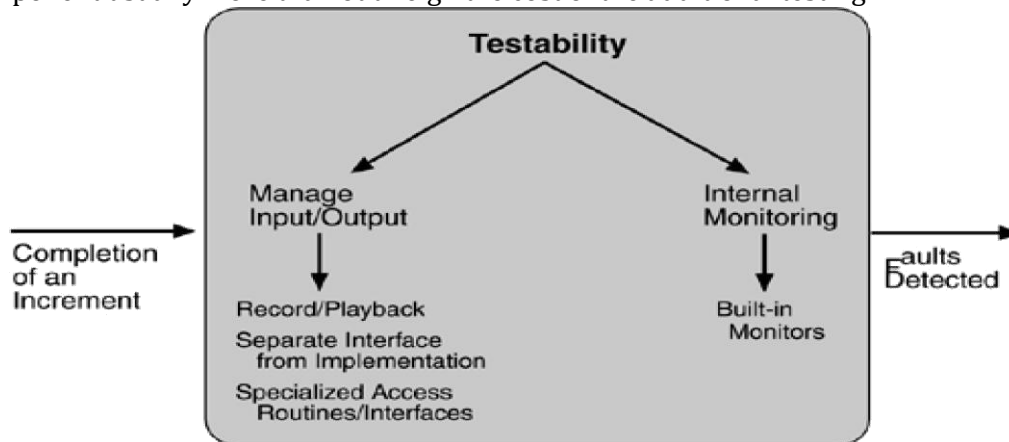 Testability
Manage
Input/Output
Internal
Monitoring
Completion
of an
Increment
Faults
Detected
Record/Playback
Separate Interface
from Implementation
Specialized Access
Routines/Interfaces
Built-in
Monitors